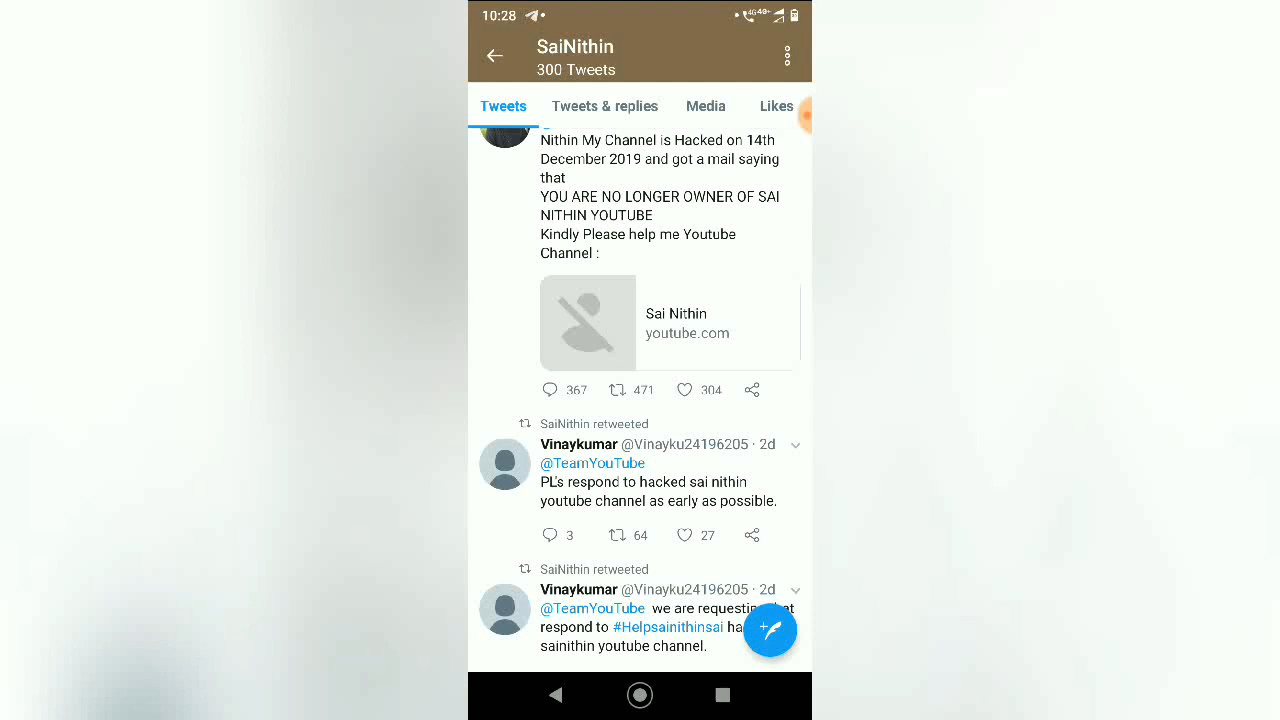 10:28
4G 4G+
SaiNithin
300 Tweets
Tweets Tweets & replies Media Likes
Nithin My Channel is Hacked on 14th
December 2019 and got a mail saying
that
YOU ARE NO LONGER OWNER OF SAI
NITHIN YOUTUBE
Kindly Please help me Youtube
Channel :
Sai Nithin
youtube.com
367 471 304
SaiNithin retweeted
Vinaykumar @Vinayku24196205 · 2d
@TeamYouTube
PL's respond to hacked sai nithin
youtube channel as early as possible.
3 64 27
SaiNithin retweeted
Vinaykumar @Vinayku24196205 · 2d
@TeamYouTube we are requesting
respond to #Helpsainithinsai
sainithin youtube channel.